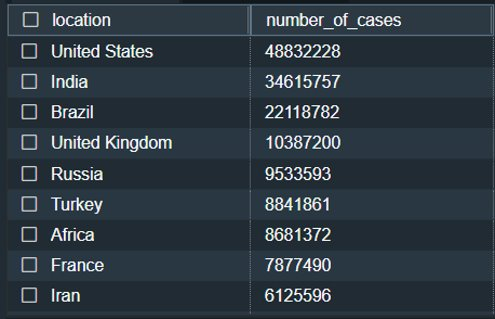 location number_of_cases
United States 48832228
India 34615757
Brazil 22118782
United Kingdom 10387200
Russia 9533593
Turkey 8841861
Africa 8681372
France 7877490
Iran 6125596